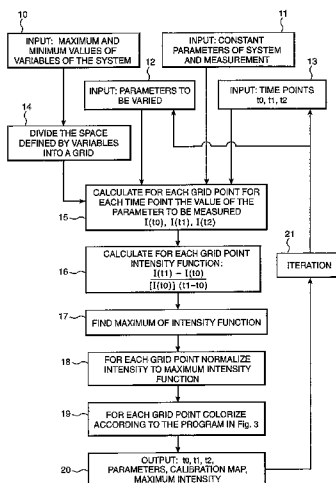 10
INPUT: MAXIMUM AND
MINIMUM VALUES OF
VARIABLES OF THE SYSTEM
11
INPUT: CONSTANT
PARAMETERS OF SYSTEM
AND MEASUREMENT
12
INPUT: PARAMETERS TO
BE VARIED
13
INPUT: TIME POINTS
t0, t1, t2
14
DIVIDE THE SPACE
DEFINED BY VARIABLES
INTO A GRID
15
CALCULATE FOR EACH GRID POINT FOR
EACH TIME POINT THE VALUE OF THE
PARAMETER TO BE MEASURED
I(t0), I(t1), I(t2)
16
CALCULATE FOR EACH GRID POINT
INTENSITY FUNCTION:
I(t1) - I(t0)
[I(t0)] (t1-t0)
21
ITERATION
17
FIND MAXIMUM OF INTENSITY FUNCTION
18
FOR EACH GRID POINT NORMALIZE
INTENSITY TO MAXIMUM INTENSITY
FUNCTION
19
FOR EACH GRID POINT COLORIZE
ACCORDING TO THE PROGRAM IN Fig. 3
20
OUTPUT: t0, t1, t2,
PARAMETERS, CALIBRATION MAP,
MAXIMUM INTENSITY